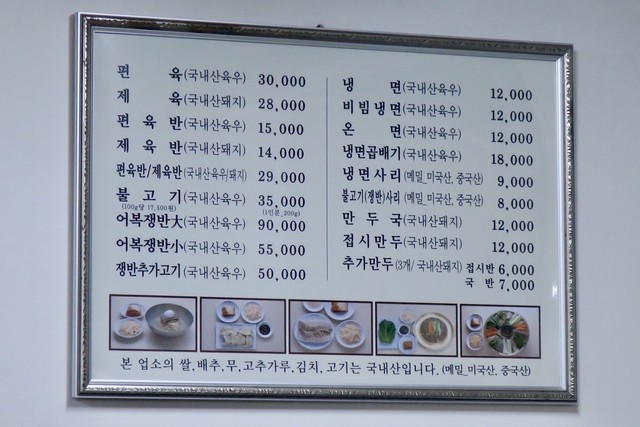 편 육(국내산육우) 30,000
제 육(국내산돼지) 28,000
편 육 반(국내산육우) 15,000
제 육 반(국내산돼지) 14,000
편육반/제육반(국내산육우/돼지) 29,000
불 고 기(국내산육우) 35,000
(100g당 17,500원) (1인분_200g)
어복쟁반大(국내산육우) 90,000
어복쟁반小(국내산육우) 55,000
쟁반추가고기(국내산육우) 50,000
냉 면(국내산육우) 12,000
비빔냉면(국내산육우) 12,000
온 면(국내산육우) 12,000
냉면곱배기(국내산육우) 18,000
냉면사리(메밀_미국산, 중국산) 9,000
불고기(쟁반)사리 (메밀_미국산, 중국산) 8,000
만 두 국(국내산돼지) 12,000
접시만두(국내산돼지) 12,000
추가만두(3개/ 국내산돼지) 접시반 6,000
국 반 7,000
본 업소의 쌀,배추,무,고추가루,김치, 고기는 국내산입니다. (메밀_미국산, 중국산)